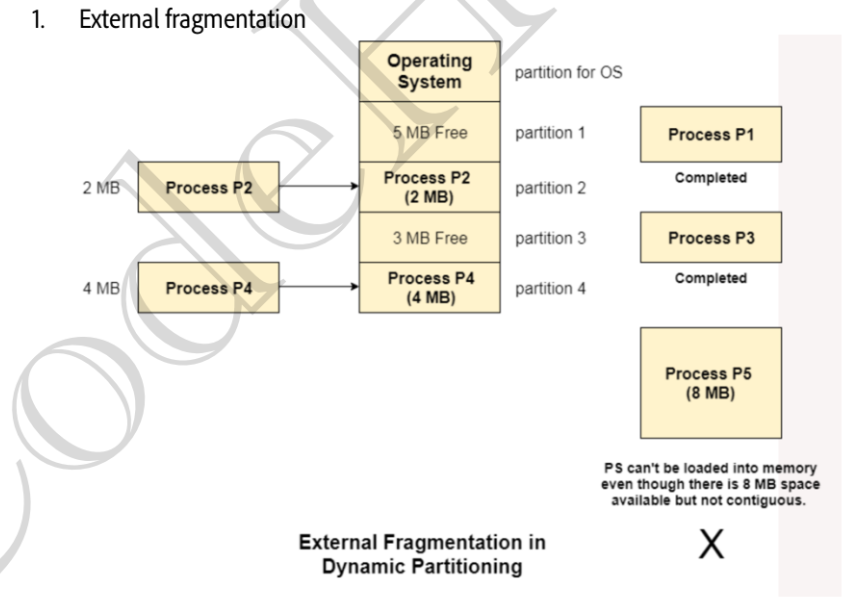 1. External fragmentation
Operating
System
partition for OS
5 MB Free
partition 1
Process P1
Completed
2 MB
Process P2
Process P2
(2 MB)
partition 2
3 MB Free
partition 3
Process P3
Completed
4 MB
Process P4
Process P4
(4 MB)
partition 4
Process P5
(8 MB)
PS can't be loaded into memory
even though there is 8 MB space
available but not contiguous.
External Fragmentation in
Dynamic Partitioning
X